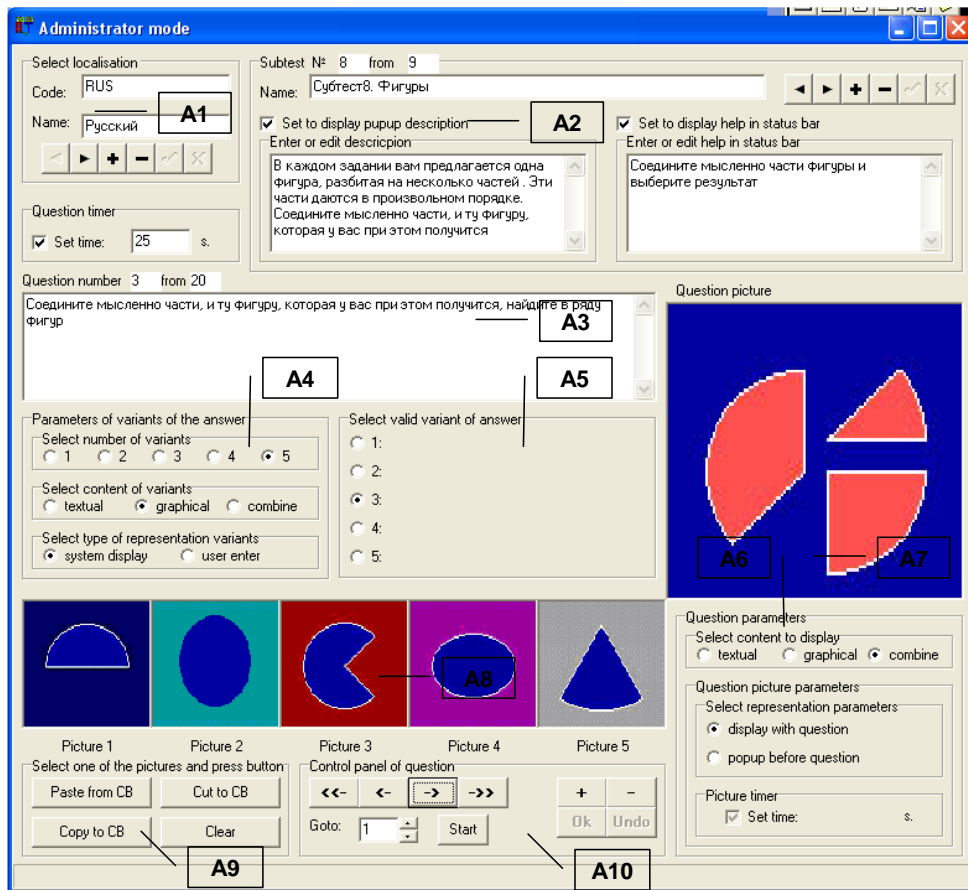 Administrator mode
Select localisation
Code: RUS
A1
Name: Русский
Question timer
Set time: 25 s.
Subtest № 8 from 9
Name: Субтест8. Фигуры
Set to display pupup description
A2
Set to display help in status bar
Enter or edit descricpion
В каждом задании вам предлагается одна
фигура, разбитая на несколько частей . Эти
части даются в произвольном порядке.
Соедините мысленно части, и ту фигуру,
которая у вас при этом получится
Enter or edit help in status bar
Соедините мысленно части фигуры и
выберите результат
Question number 3 from 20
Соедините мысленно части, и ту фигуру, которая у вас при этом получится, найдите в ряду
фигур
A3
A4
A5
Question picture
A6
A7
Parameters of variants of the answer
Select number of variants
1 2 3 4 5
Select content of variants
textual graphical combine
Select type of representation variants
system display user enter
Select valid variant of answer
1:
2:
3:
4:
5:
A8
Picture 1 Picture 2 Picture 3 Picture 4 Picture 5
Select one of the pictures and press button
Paste from CB Cut to CB
Copy to CB Clear
A9
Control panel of question
<<- <- -> ->> + -
Goto: 1 Start Ok Undo
A10
Question parameters
Select content to display
textual graphical combine
Question picture parameters
Select representation parameters
display with question
popup before question
Picture timer
Set time: s.